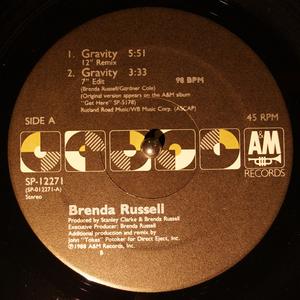 1. Gravity 5:51
12" Remix
2. Gravity 3:33
7" Edit
98 BPM
(Brenda Russell/Gardner Cole)
(Original version appears on the A&M album
"Get Here" SP-5178)
Rutland Road Music/WB Music Corp. (ASCAP)
SIDE A
45 RPM
A&M
RECORDS
SP-12271
(SP-012271-A)
Stereo
Brenda Russell
Produced by Stanley Clarke & Brenda Russell
Executive Producer: Brenda Russell
Additional production and remix by
John "Tokes" Potoker for Direct Eject, Inc.
℗1988 A&M Records, Inc.
B